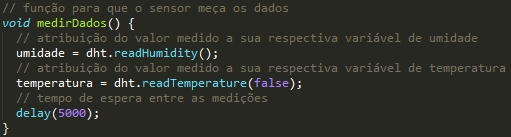 // função para que o sensor meça os dados
void medirDados() {
// atribuição do valor medido a sua respectiva variável de umidade
umidade = dht.readHumidity();
// atribuição do valor medido a sua respectiva variável de temperatura
temperatura = dht.readTemperature(false);
// tempo de espera entre as medições
delay(5000);
}